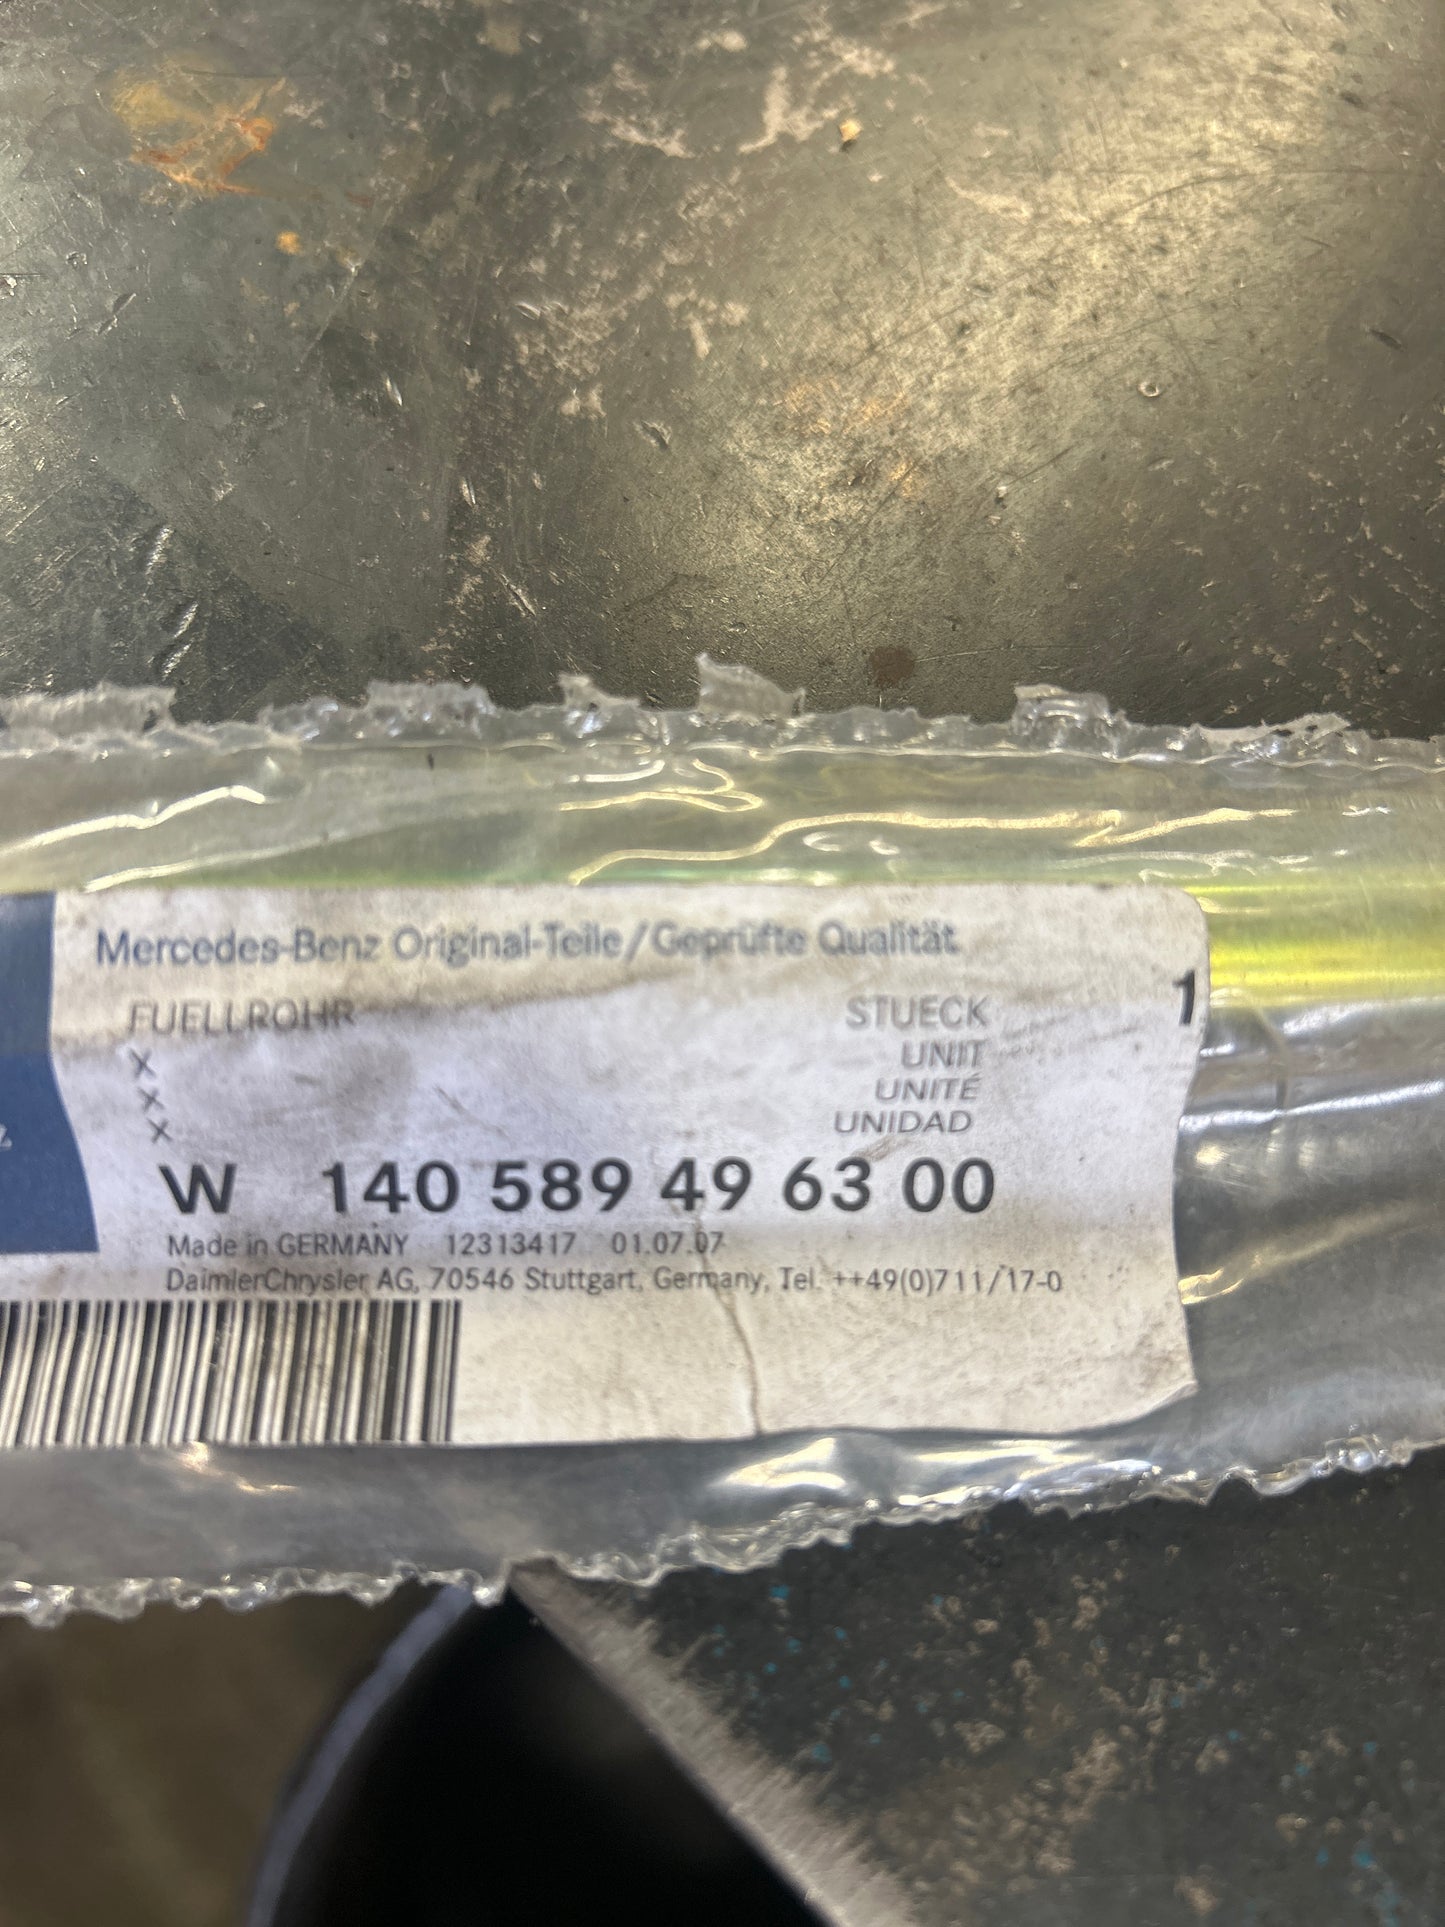 Mercedes-Benz Original-Teile/Geprüfte Qualität
FUELLROHR STUECK 1
X UNIT
X UNITÉ
X UNIDAD
W 140 589 49 63 00
Made in GERMANY 12313417 01.07.07
DaimlerChrysler AG, 70546 Stuttgart, Germany, Tel. ++49(0)711/17-0
z